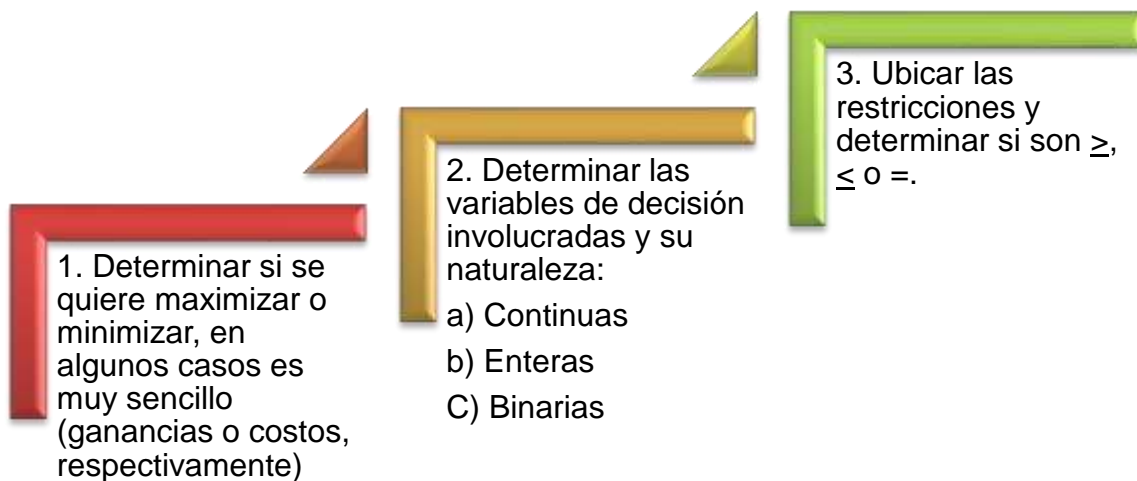 1. Determinar si se
quiere maximizar o
minimizar, en
algunos casos es
muy sencillo
(ganancias o costos,
respectivamente)
2. Determinar las
variables de decisión
involucradas y su
naturaleza:
a) Continuas
b) Enteras
C) Binarias
3. Ubicar las
restricciones y
determinar si son ≥,
≤ o =.